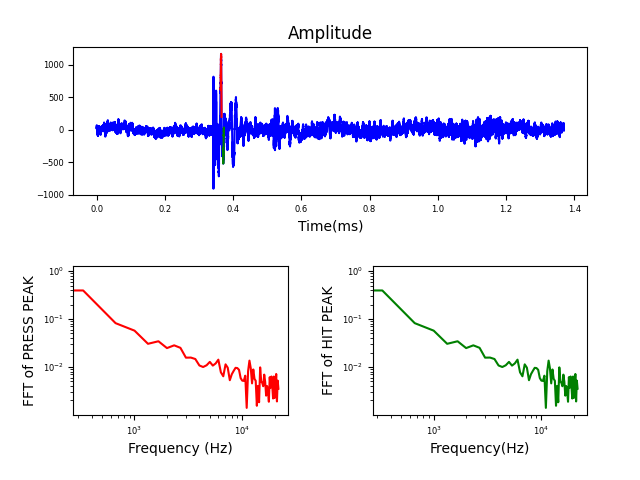 Amplitude
1000
500
0
−500
−1000
0.0 0.2 0.4 0.6 0.8 1.0 1.2 1.4
Time(ms)
FFT of PRESS PEAK
10⁰
10⁻¹
10⁻²
10³ 10⁴
Frequency (Hz)
FFT of HIT PEAK
10⁰
10⁻¹
10⁻²
10³ 10⁴
Frequency(Hz)